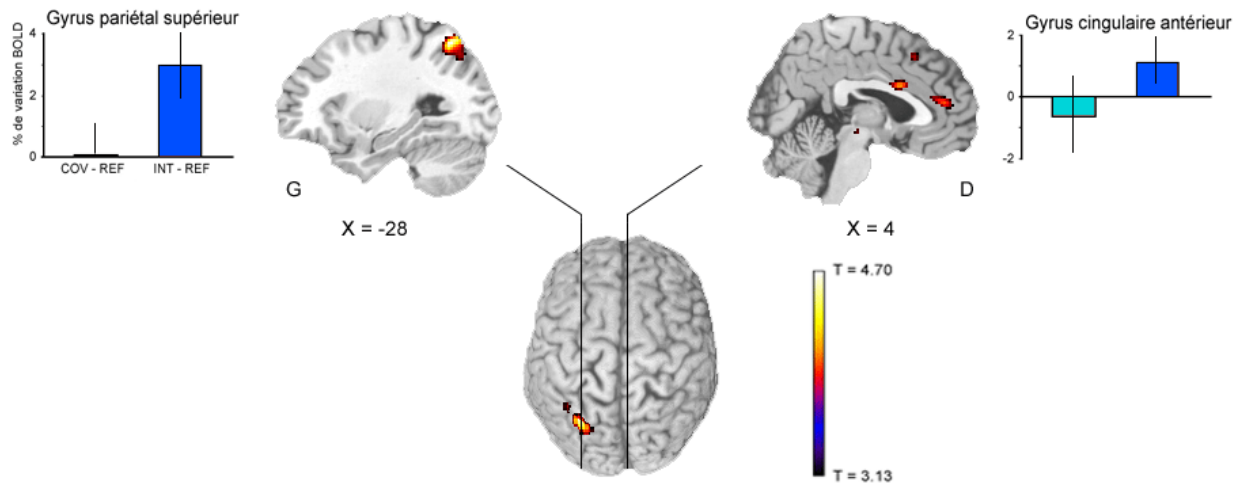 Gyrus pariétal supérieur
% de variation BOLD
4
2
0
COV - REF
INT - REF
G
X = -28
Gyrus cingulaire antérieur
2
0
-2
D
X = 4
T = 4.70
T = 3.13